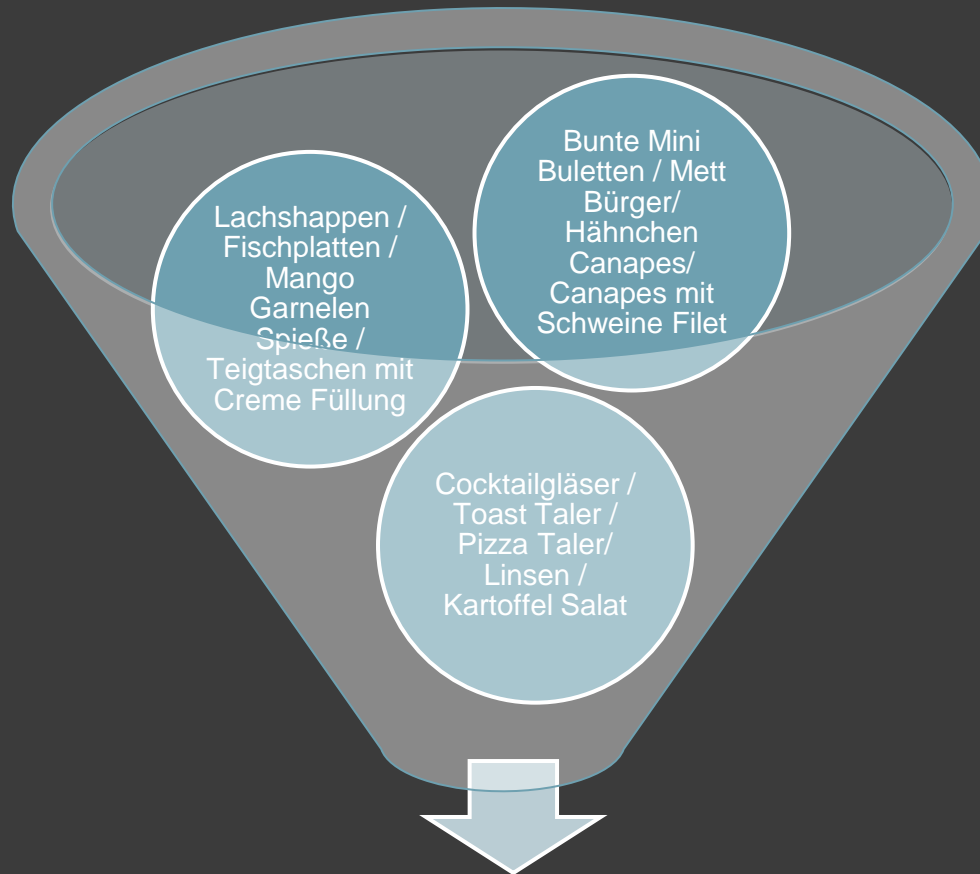 Lachshappen /
Fischplatten /
Mango
Garnelen
Spieße /
Teigtaschen mit
Creme Füllung
Bunte Mini
Buletten / Mett
Bürger/
Hähnchen
Canapes/
Canapes mit
Schweine Filet
Cocktailgläser /
Toast Taler /
Pizza Taler/
Linsen /
Kartoffel Salat